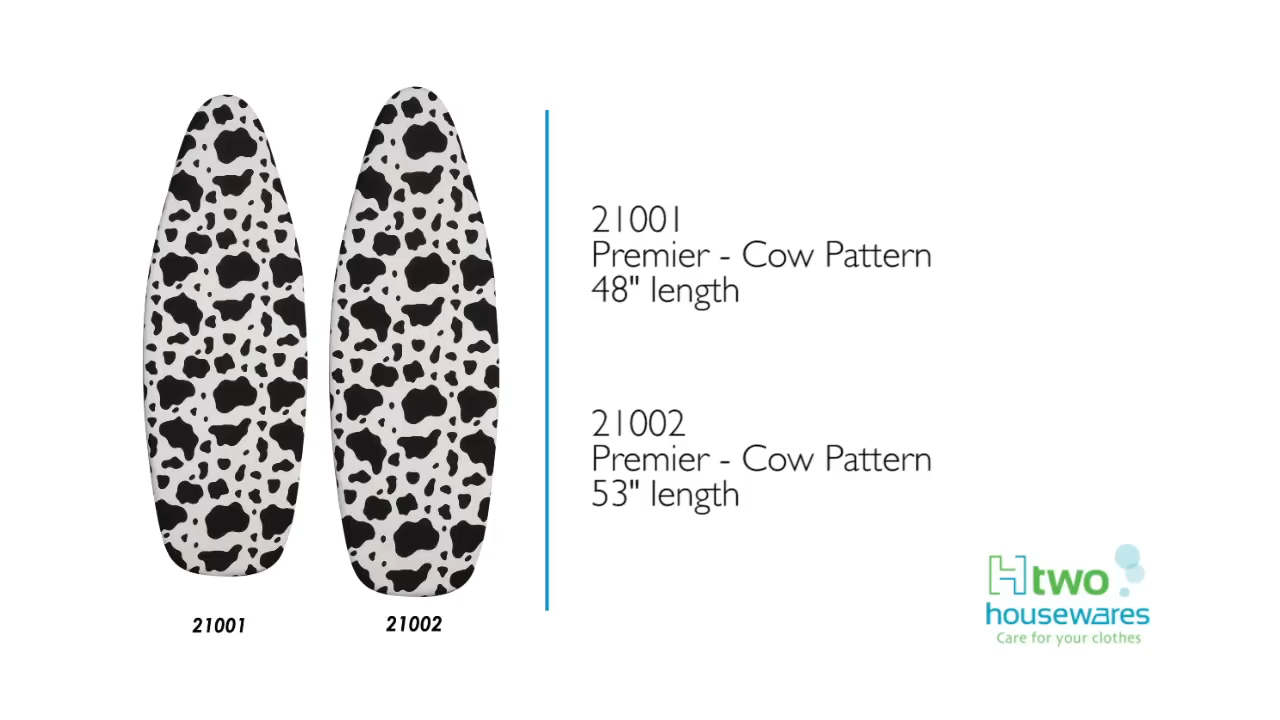 21001
Premier - Cow Pattern
48" length
21002
Premier - Cow Pattern
53" length
21001
21002
H two
housewares
Care for your clothes